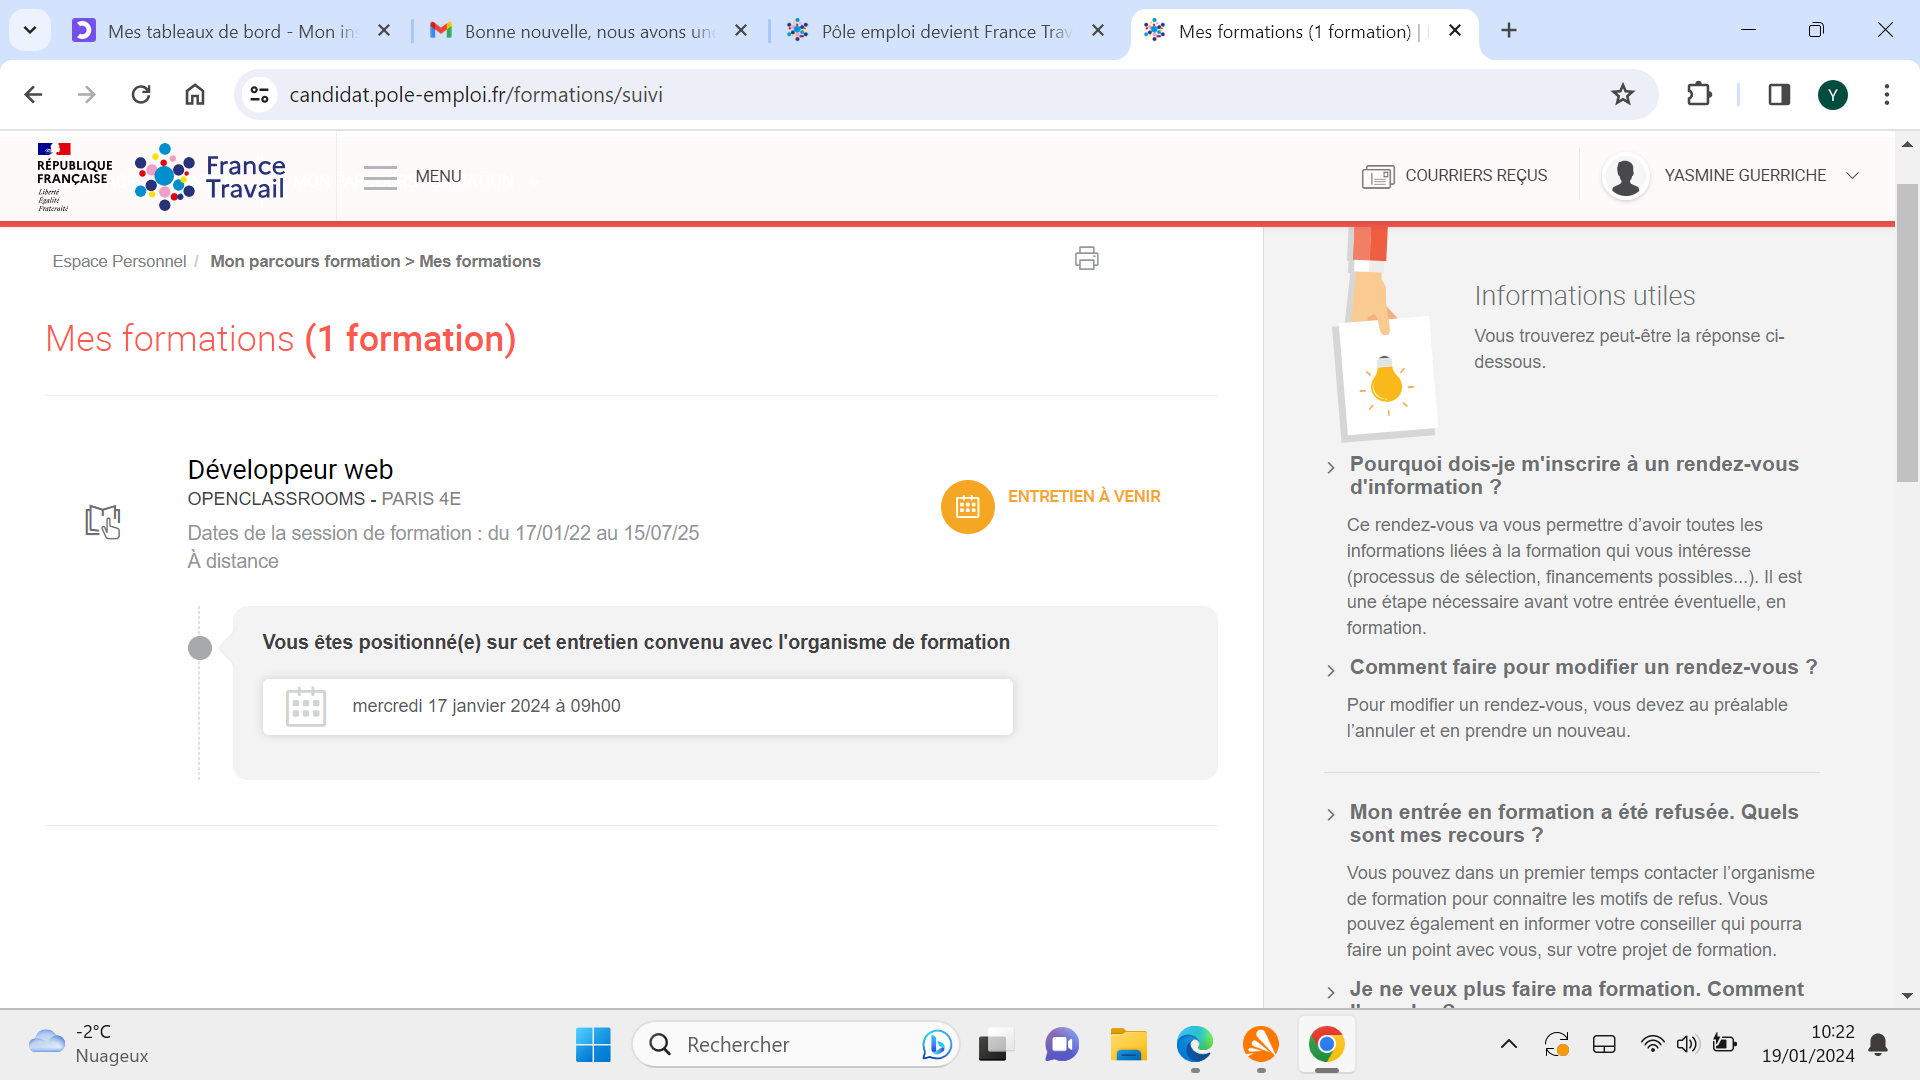 Mes tableaux de bord - Mon in
Bonne nouvelle, nous avons un
Pôle emploi devient France Trav
Mes formations (1 formation) |
candidat.pole-emploi.fr/formations/suivi
Y
RÉPUBLIQUE
FRANÇAISE
Liberté
Égalité
Fraternité
France
Travail
MENU
COURRIERS REÇUS
YASMINE GUERRICHE
Espace Personnel / Mon parcours formation > Mes formations
Mes formations (1 formation)
Développeur web
OPENCLASSROOMS - PARIS 4E
Dates de la session de formation : du 17/01/22 au 15/07/25
À distance
ENTRETIEN À VENIR
Vous êtes positionné(e) sur cet entretien convenu avec l'organisme de formation
mercredi 17 janvier 2024 à 09h00
Informations utiles
Vous trouverez peut-être la réponse ci-
dessous.
Pourquoi dois-je m'inscrire à un rendez-vous
d'information ?
Ce rendez-vous va vous permettre d’avoir toutes les
informations liées à la formation qui vous intéresse
(processus de sélection, financements possibles...). Il est
une étape nécessaire avant votre entrée éventuelle, en
formation.
Comment faire pour modifier un rendez-vous ?
Pour modifier un rendez-vous, vous devez au préalable
l’annuler et en prendre un nouveau.
Mon entrée en formation a été refusée. Quels
sont mes recours ?
Vous pouvez dans un premier temps contacter l’organisme
de formation pour connaitre les motifs de refus. Vous
pouvez également en informer votre conseiller qui pourra
faire un point avec vous, sur votre projet de formation.
Je ne veux plus faire ma formation. Comment
-2°C
Nuageux
Rechercher
10:22
19/01/2024